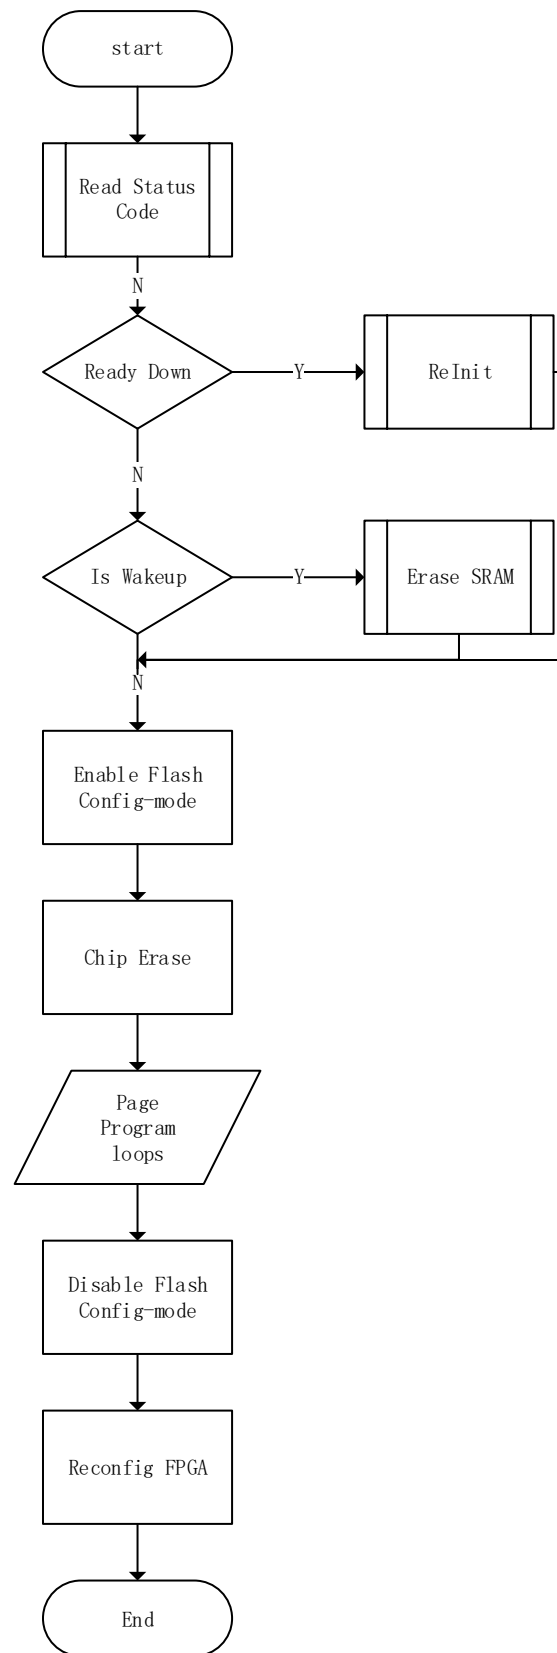 start
Read Status
Code
N
Ready Down
Y
ReInit
N
Is Wakeup
Y
Erase SRAM
N
Enable Flash
Config-mode
Chip Erase
Page
Program
loops
Disable Flash
Config-mode
Reconfig FPGA
End